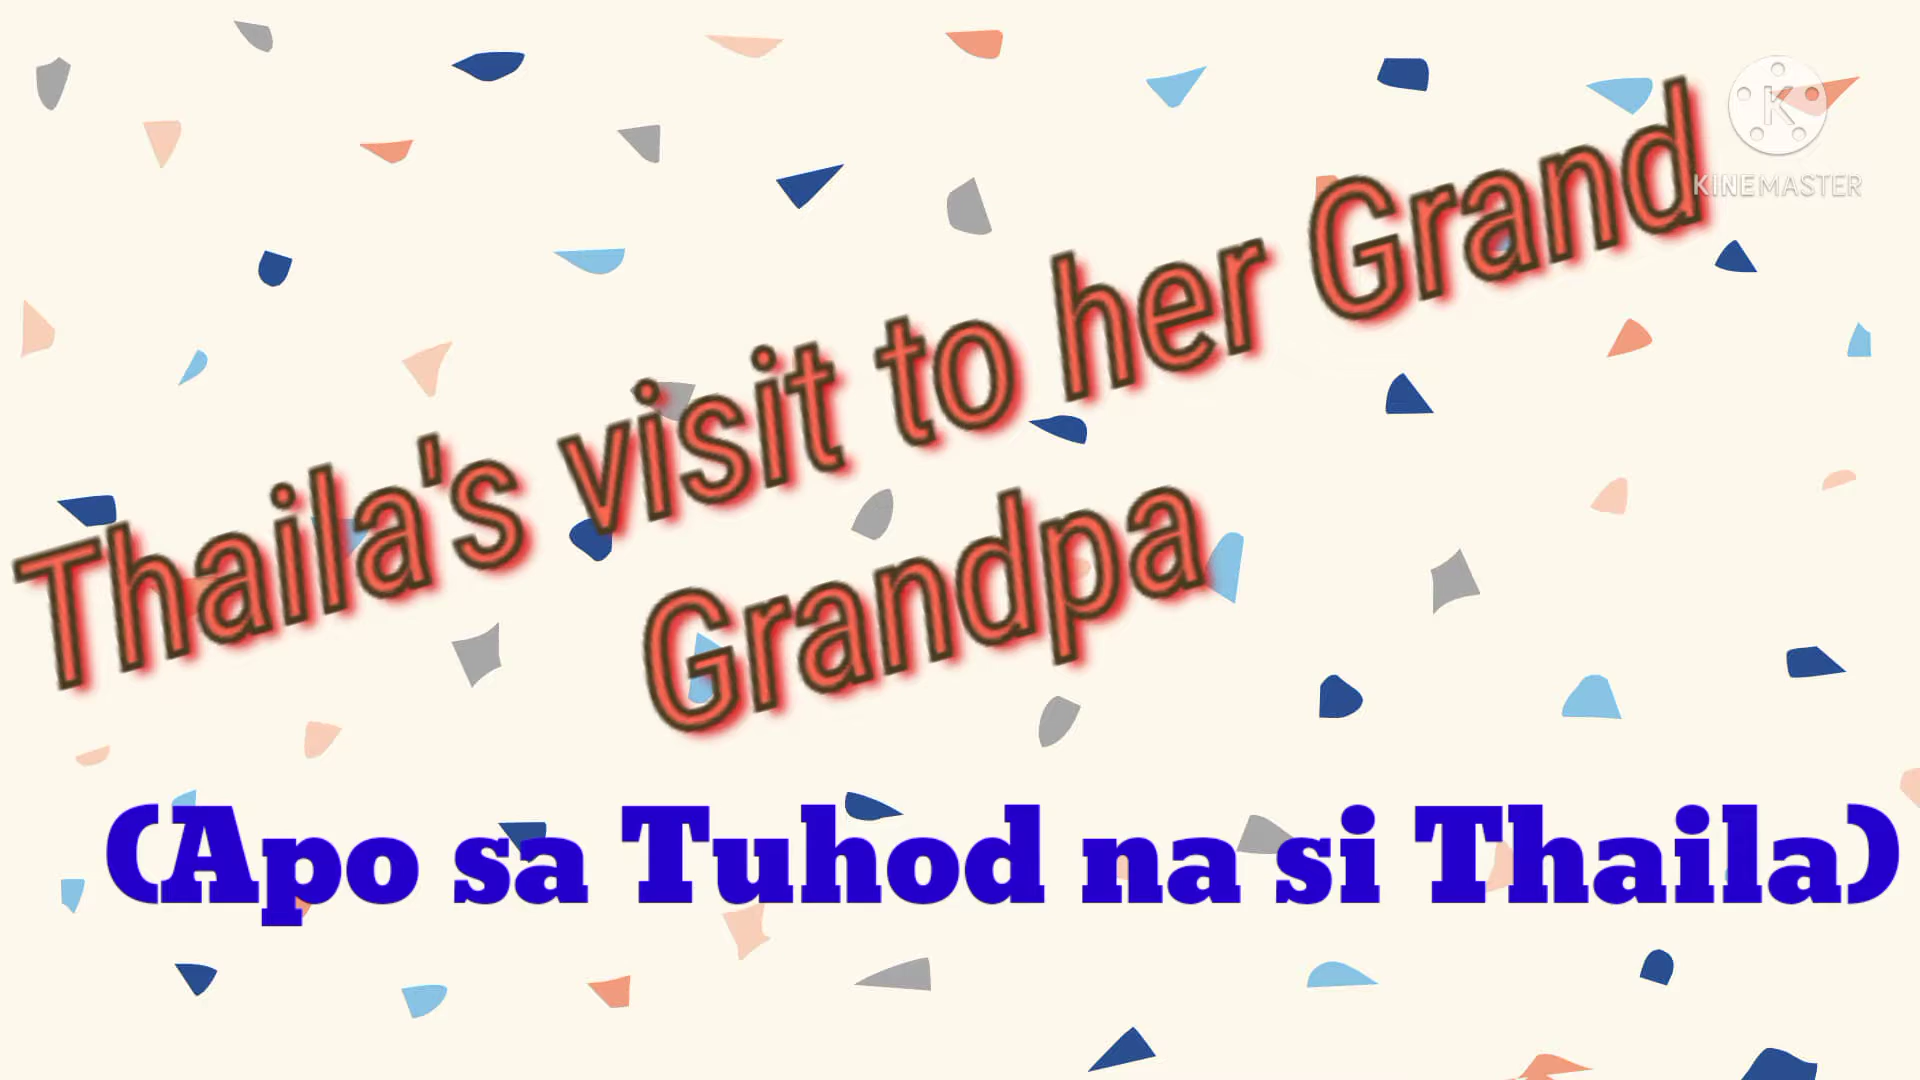 Thaila's visit to her Grand
Grandpa
(Apo sa Tuhod na si Thaila)
K
KINEMASTER